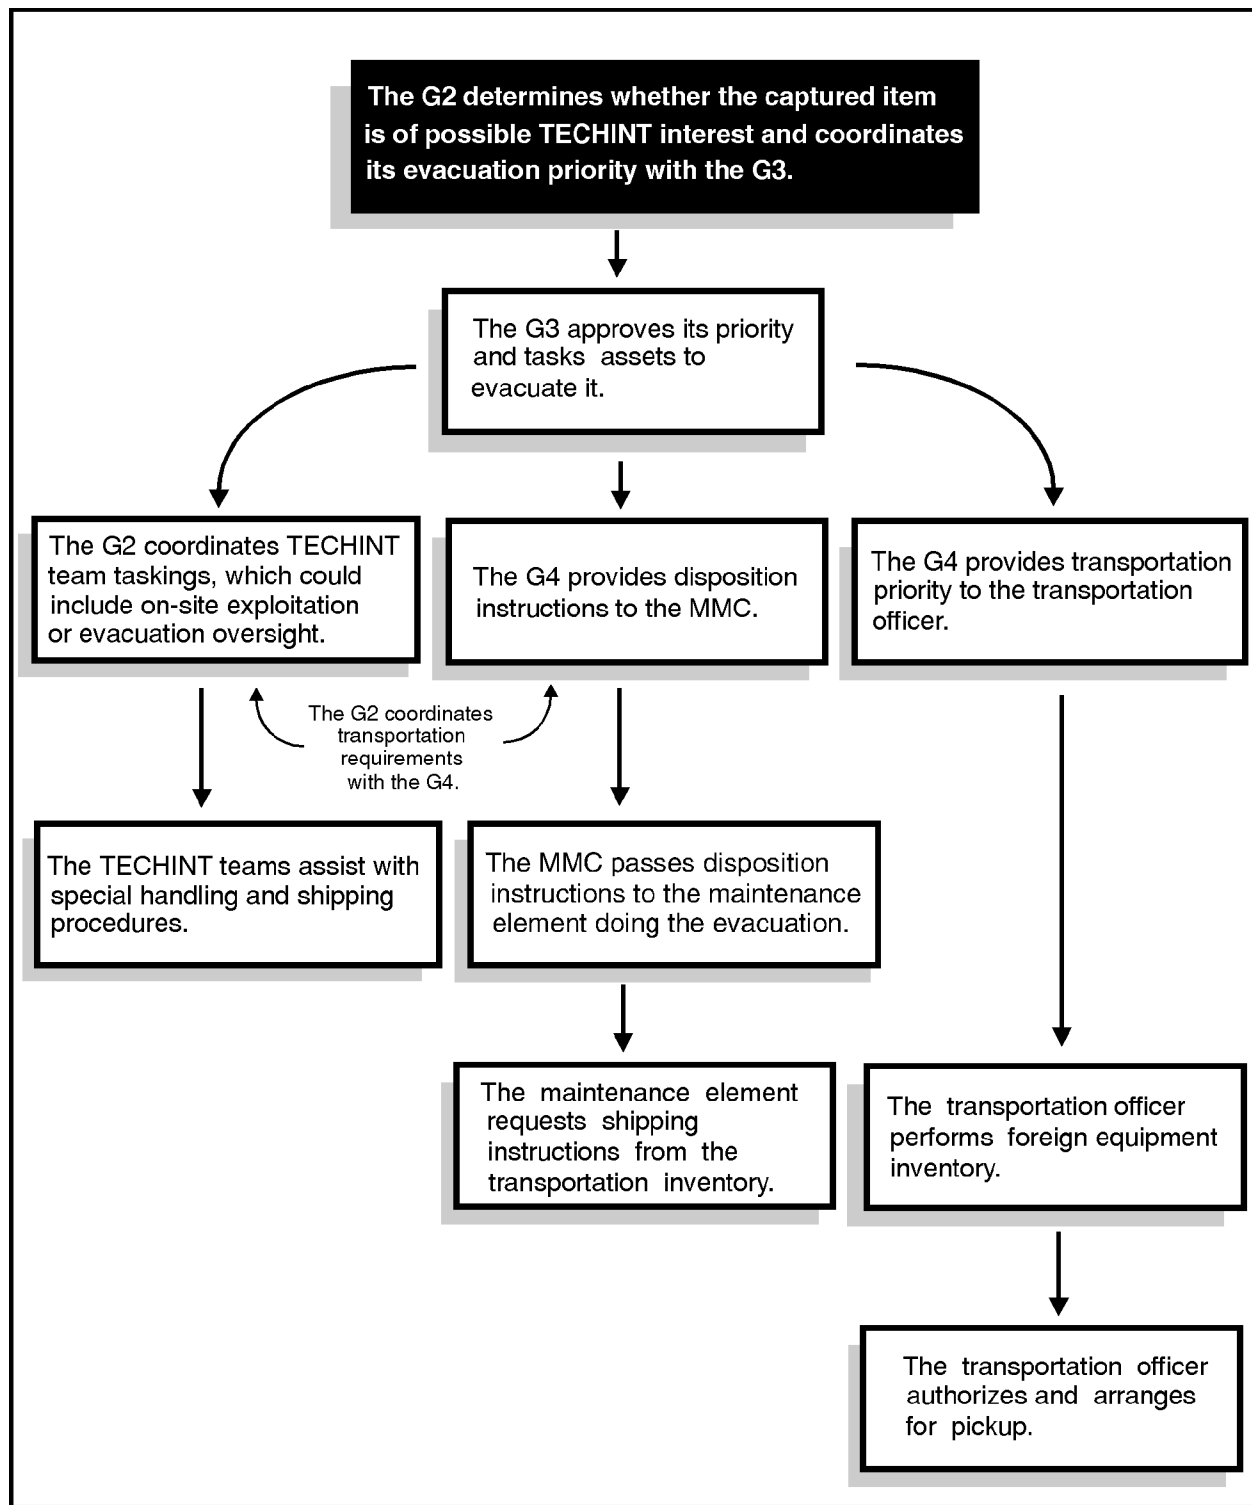 The G2 determines whether the captured item
is of possible TECHINT interest and coordinates
its evacuation priority with the G3.
The G3 approves its priority
and tasks assets to
evacuate it.
The G2 coordinates TECHINT
team taskings, which could
include on-site exploitation
or evacuation oversight.
The G4 provides disposition
instructions to the MMC.
The G4 provides transportation
priority to the transportation
officer.
The G2 coordinates
transportation
requirements
with the G4.
The TECHINT teams assist with
special handling and shipping
procedures.
The MMC passes disposition
instructions to the maintenance
element doing the evacuation.
The maintenance element
requests shipping
instructions from the
transportation inventory.
The transportation officer
performs foreign equipment
inventory.
The transportation officer
authorizes and arranges
for pickup.